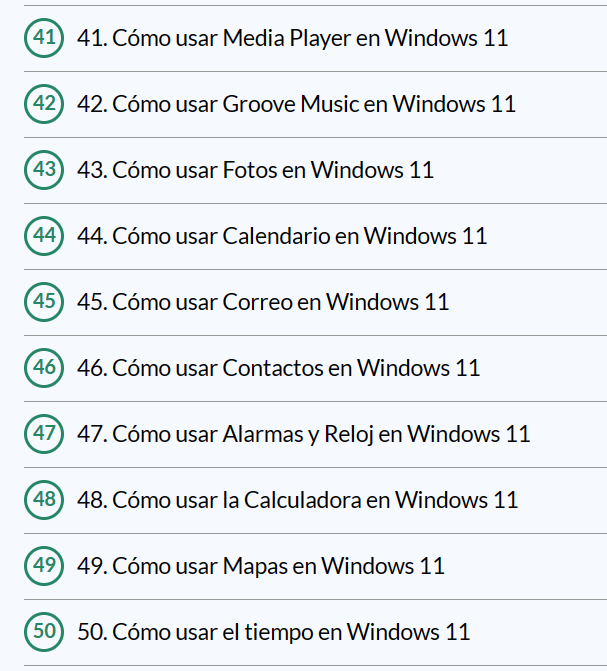 41 41. Cómo usar Media Player en Windows 11
42 42. Cómo usar Groove Music en Windows 11
43 43. Cómo usar Fotos en Windows 11
44 44. Cómo usar Calendario en Windows 11
45 45. Cómo usar Correo en Windows 11
46 46. Cómo usar Contactos en Windows 11
47 47. Cómo usar Alarmas y Reloj en Windows 11
48 48. Cómo usar la Calculadora en Windows 11
49 49. Cómo usar Mapas en Windows 11
50 50. Cómo usar el tiempo en Windows 11